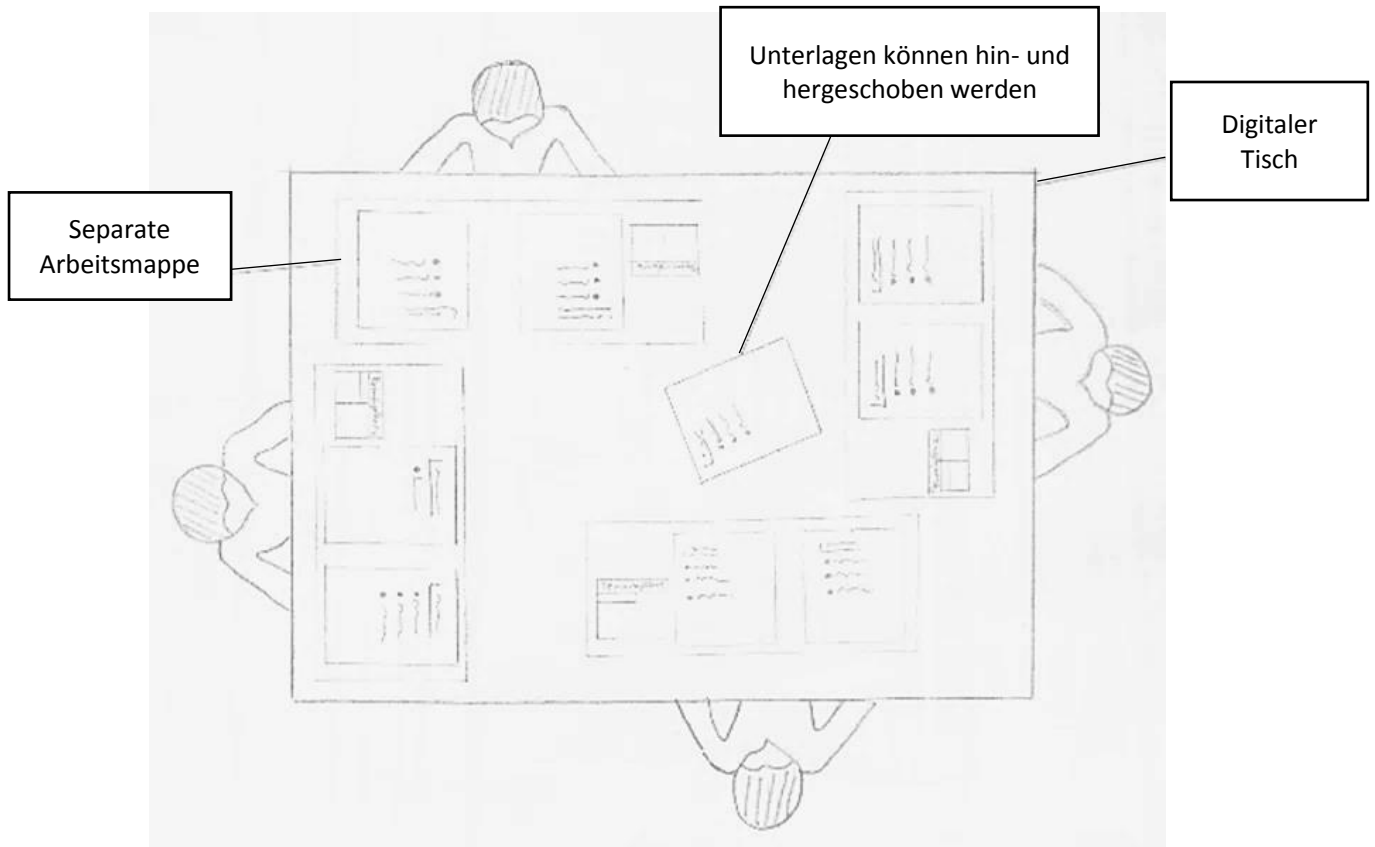 Unterlagen können hin- und
hergeschoben werden
Digitaler
Tisch
Separate
Arbeitsmappe